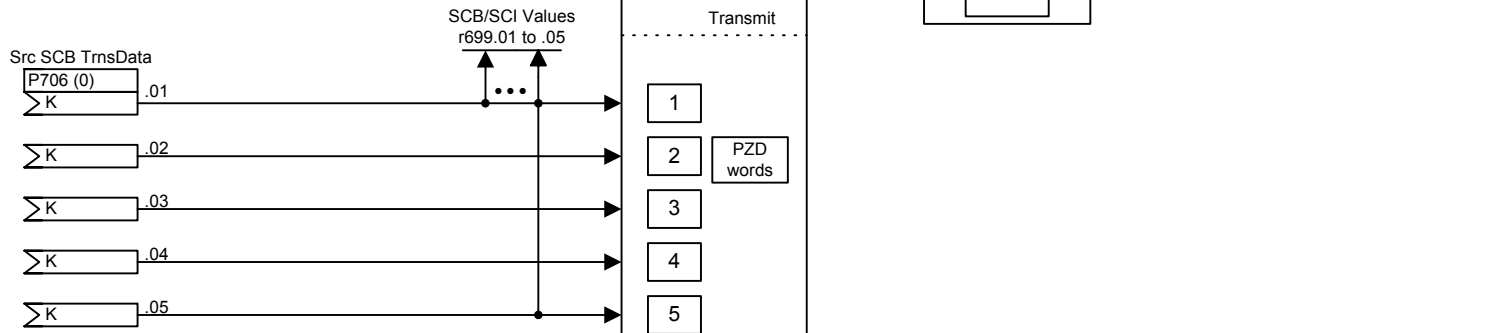 SCB/SCI Values
r699.01 to .05
Transmit
Src SCB TrnsData
P706 (0)
K .01
1
K .02
2
PZD
words
K .03
3
K .04
4
K .05
5